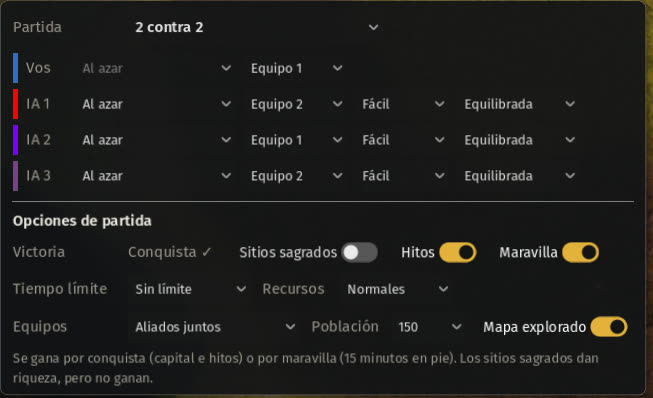 Partida 2 contra 2
Vos Al azar Equipo 1
IA 1 Al azar Equipo 2 Fácil Equilibrada
IA 2 Al azar Equipo 1 Fácil Equilibrada
IA 3 Al azar Equipo 2 Fácil Equilibrada
Opciones de partida
Victoria Conquista ✓ Sitios sagrados Hitos Maravilla
Tiempo límite Sin límite Recursos Normales
Equipos Aliados juntos Población 150 Mapa explorado
Se gana por conquista (capital e hitos) o por maravilla (15 minutos en pie). Los sitios sagrados dan
riqueza, pero no ganan.